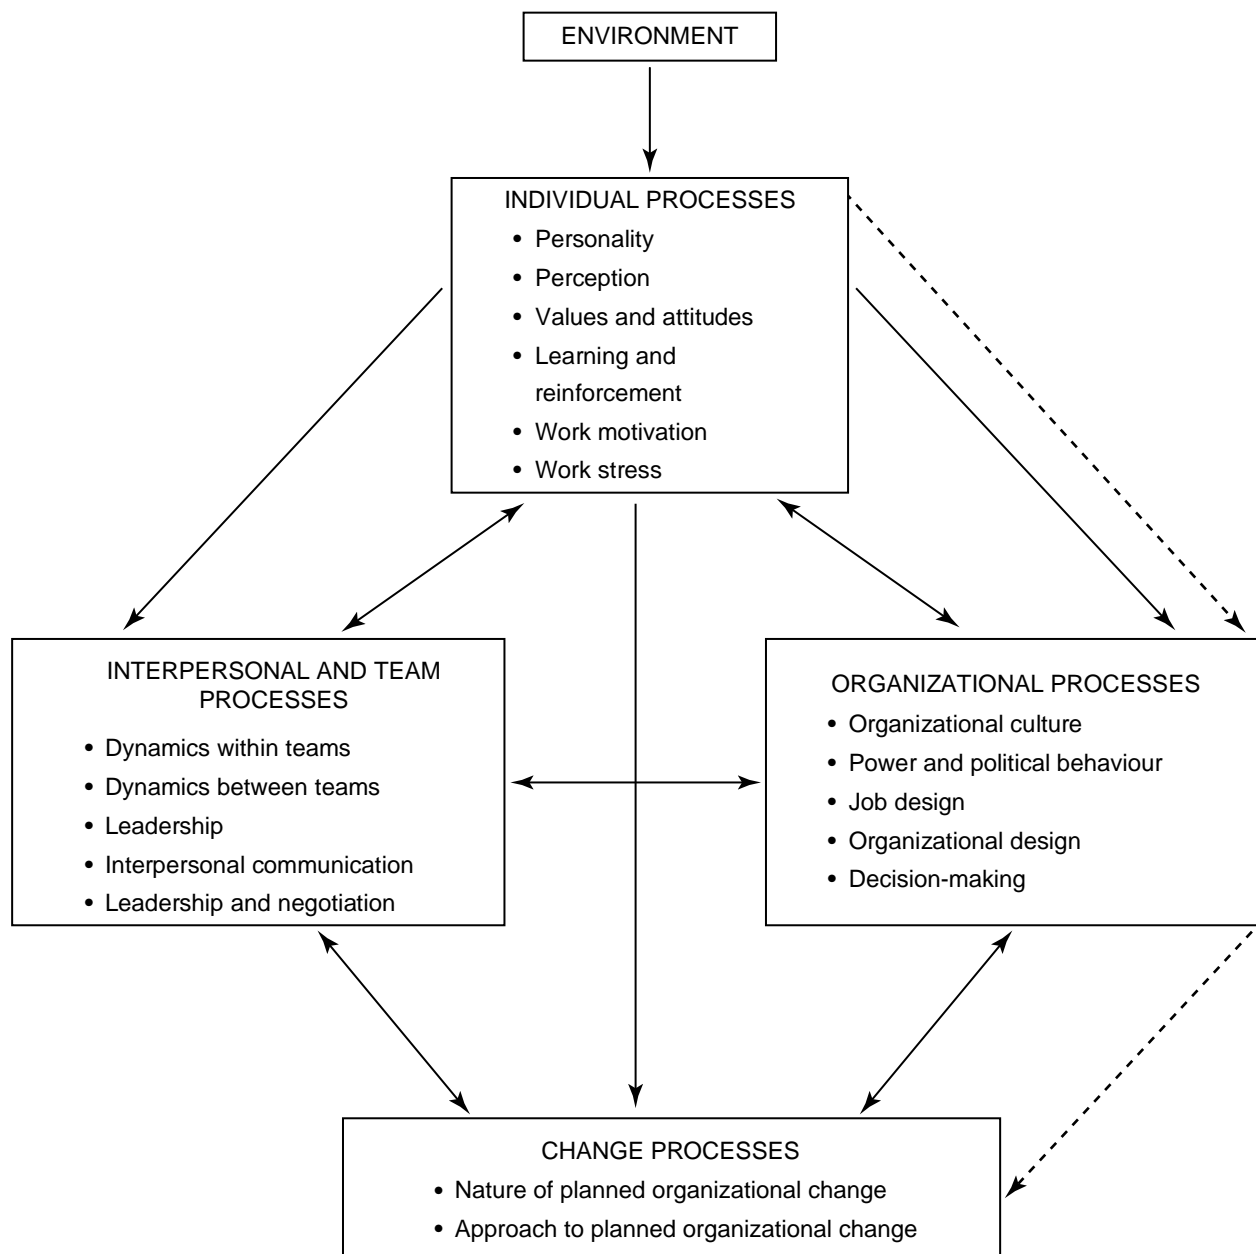 ENVIRONMENT
INDIVIDUAL PROCESSES
• Personality
• Perception
• Values and attitudes
• Learning and
reinforcement
• Work motivation
• Work stress
INTERPERSONAL AND TEAM
PROCESSES
• Dynamics within teams
• Dynamics between teams
• Leadership
• Interpersonal communication
• Leadership and negotiation
ORGANIZATIONAL PROCESSES
• Organizational culture
• Power and political behaviour
• Job design
• Organizational design
• Decision-making
CHANGE PROCESSES
• Nature of planned organizational change
• Approach to planned organizational change